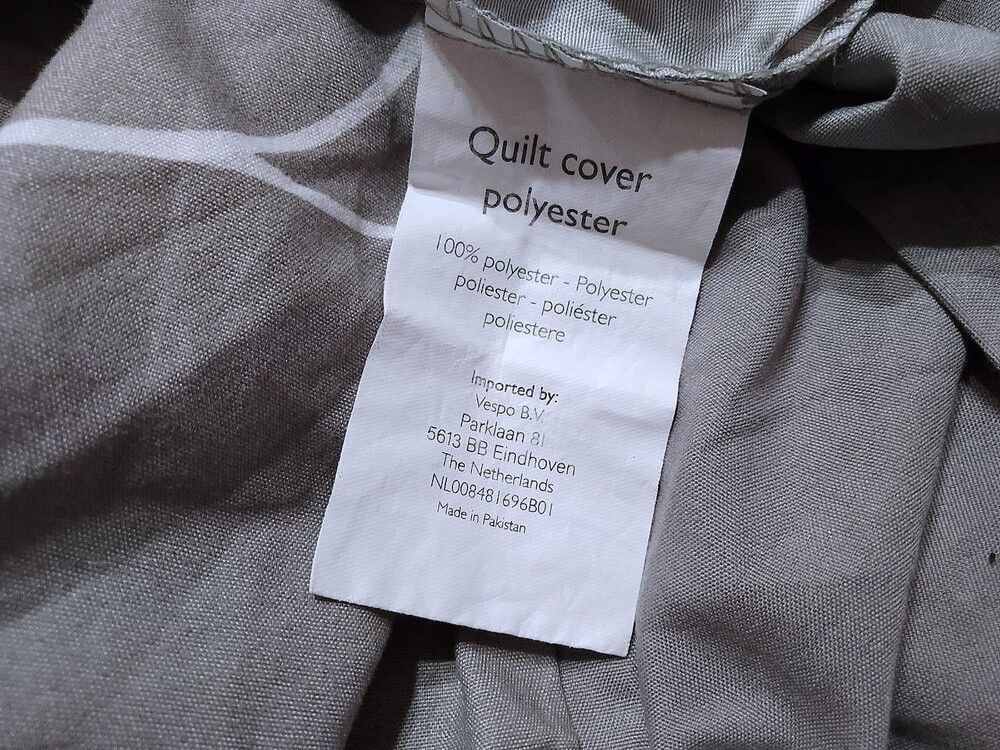 Quilt cover
polyester
100% polyester - Polyester
poliester - poliéster
poliestere
Imported by:
Vespo B.V.
Parklaan 81
5613 BB Eindhoven
The Netherlands
NL008481696B01
Made in Pakistan